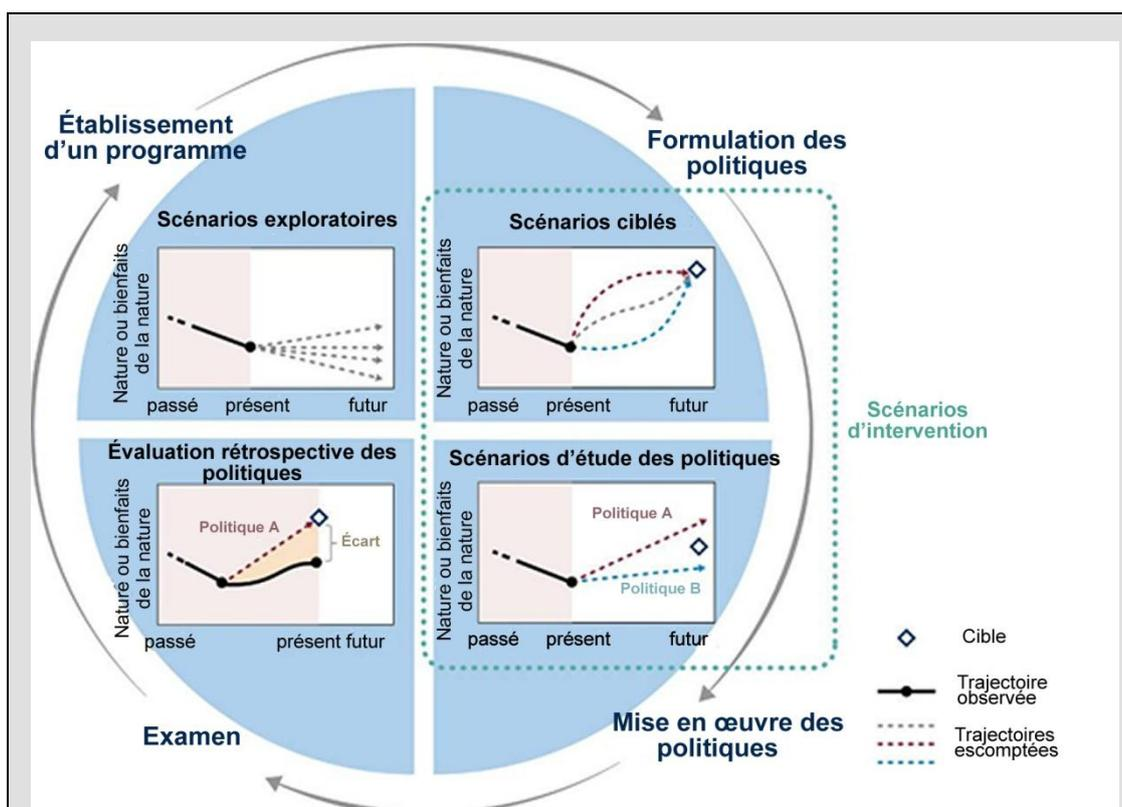 Établissement
d'un programme
Formulation des
politiques
Scénarios exploratoires
Nature ou bienfaits
de la nature
passé présent futur
Scénarios ciblés
Nature ou bienfaits
de la nature
passé présent futur
Scénarios
d'intervention
Évaluation rétrospective des
politiques
Nature ou bienfaits
de la nature
Politique A
Écart
passé présent futur
Scénarios d'étude des politiques
Nature ou bienfaits
de la nature
Politique A
Politique B
passé présent futur
Examen
Mise en œuvre des
politiques
Cible
Trajectoire
observée
Trajectoires
escomptées